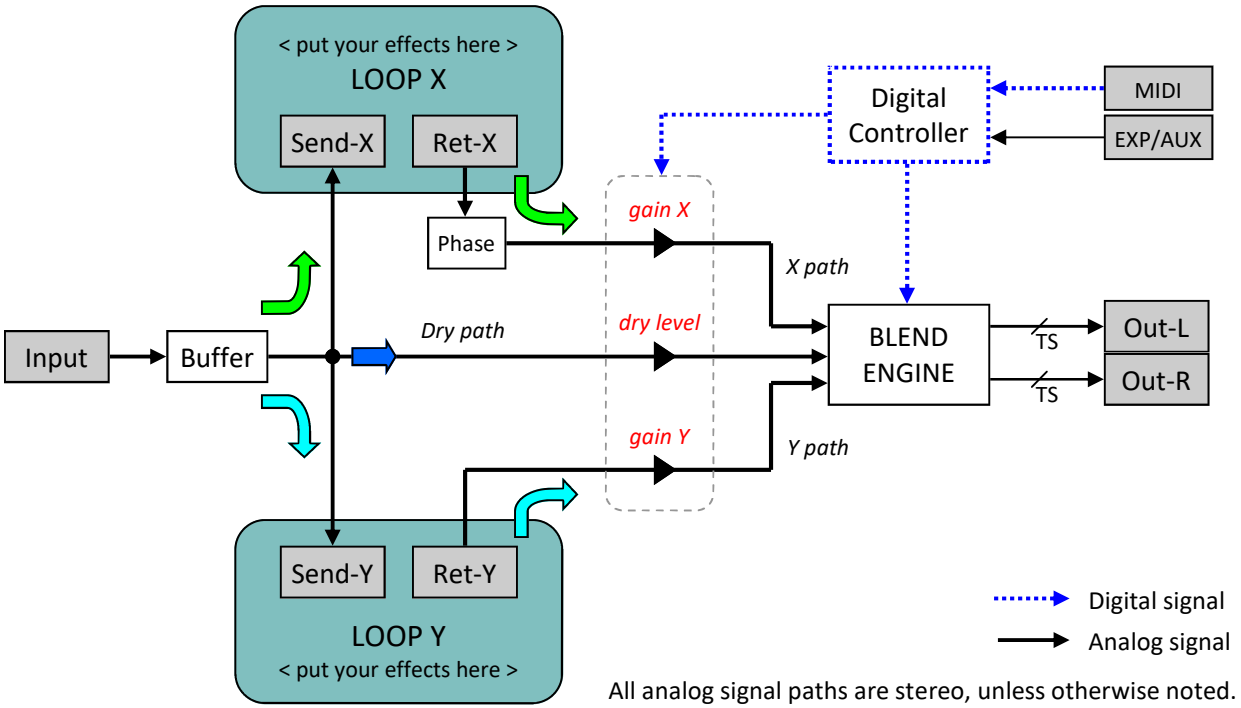 < put your effects here >
LOOP X
Send-X
Ret-X
Phase
gain X
X path
Digital
Controller
MIDI
EXP/AUX
Input
Buffer
Dry path
dry level
BLEND
ENGINE
TS
Out-L
TS
Out-R
gain Y
Y path
Send-Y
Ret-Y
LOOP Y
< put your effects here >
Digital signal
Analog signal
All analog signal paths are stereo, unless otherwise noted.